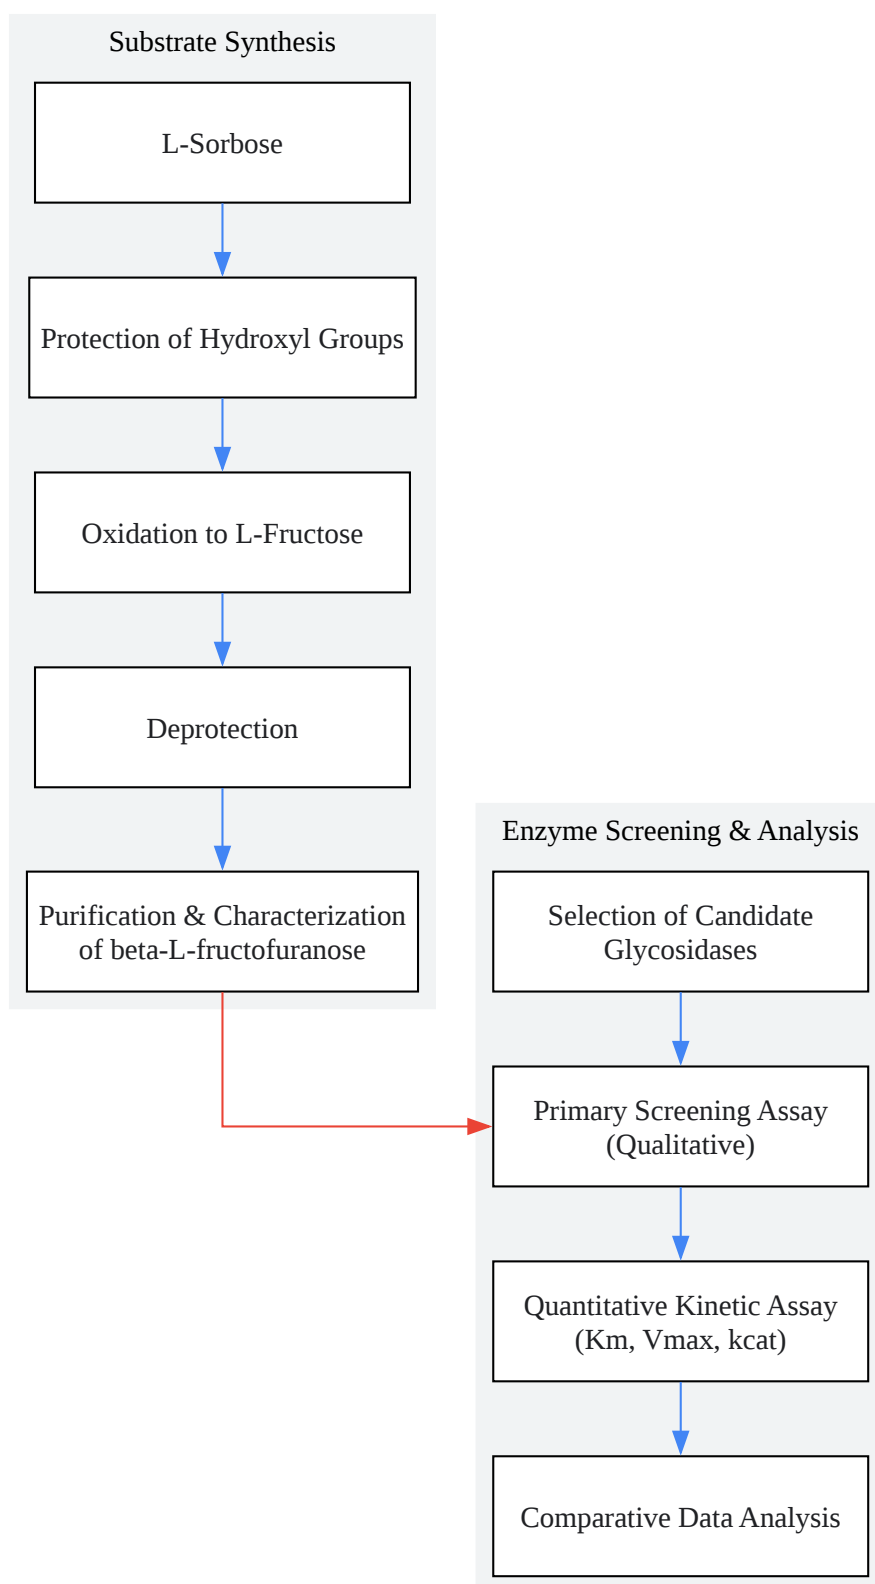 Substrate Synthesis
L-Sorbose
Protection of Hydroxyl Groups
Oxidation to L-Fructose
Deprotection
Purification & Characterization
of beta-L-fructofuranose
Enzyme Screening & Analysis
Selection of Candidate
Glycosidases
Primary Screening Assay
(Qualitative)
Quantitative Kinetic Assay
(Km, Vmax, kcat)
Comparative Data Analysis